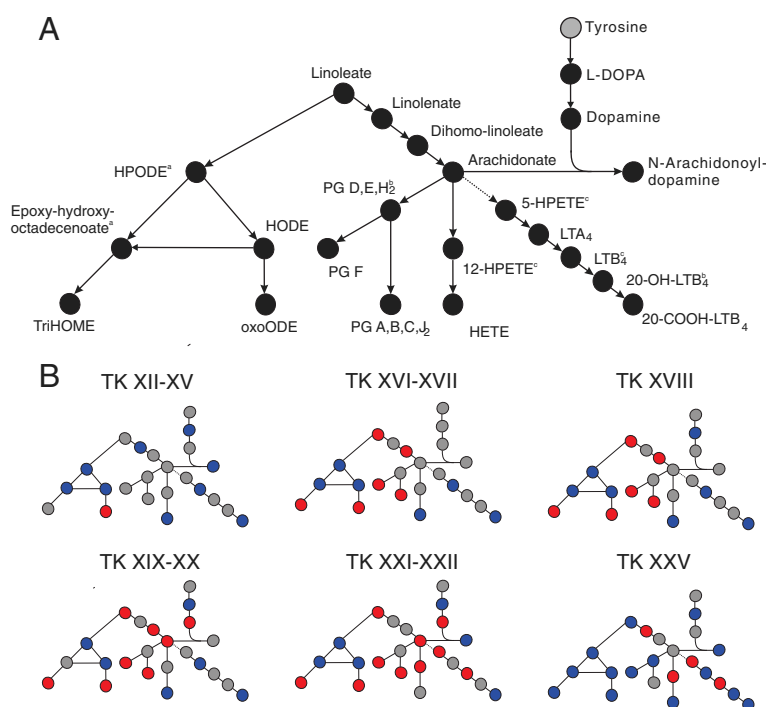 A
Tyrosine
L-DOPA
Linoleate
Linolenate
Dopamine
Dihomo-linoleate
Arachidonate
HPODEᵃ
PG D,E,H₂ᵇ
N-Arachidonoyl-
dopamine
Epoxy-hydroxy-
octadecenoateᵃ
HODE
5-HPETEᶜ
LTA₄
LTB₄ᶜ
PG F
12-HPETEᶜ
20-OH-LTB₄ᵇ
TriHOME
oxoODE
PG A,B,C,J₂
HETE
20-COOH-LTB₄
B
TK XII-XV
TK XVI-XVII
TK XVIII
TK XIX-XX
TK XXI-XXII
TK XXV